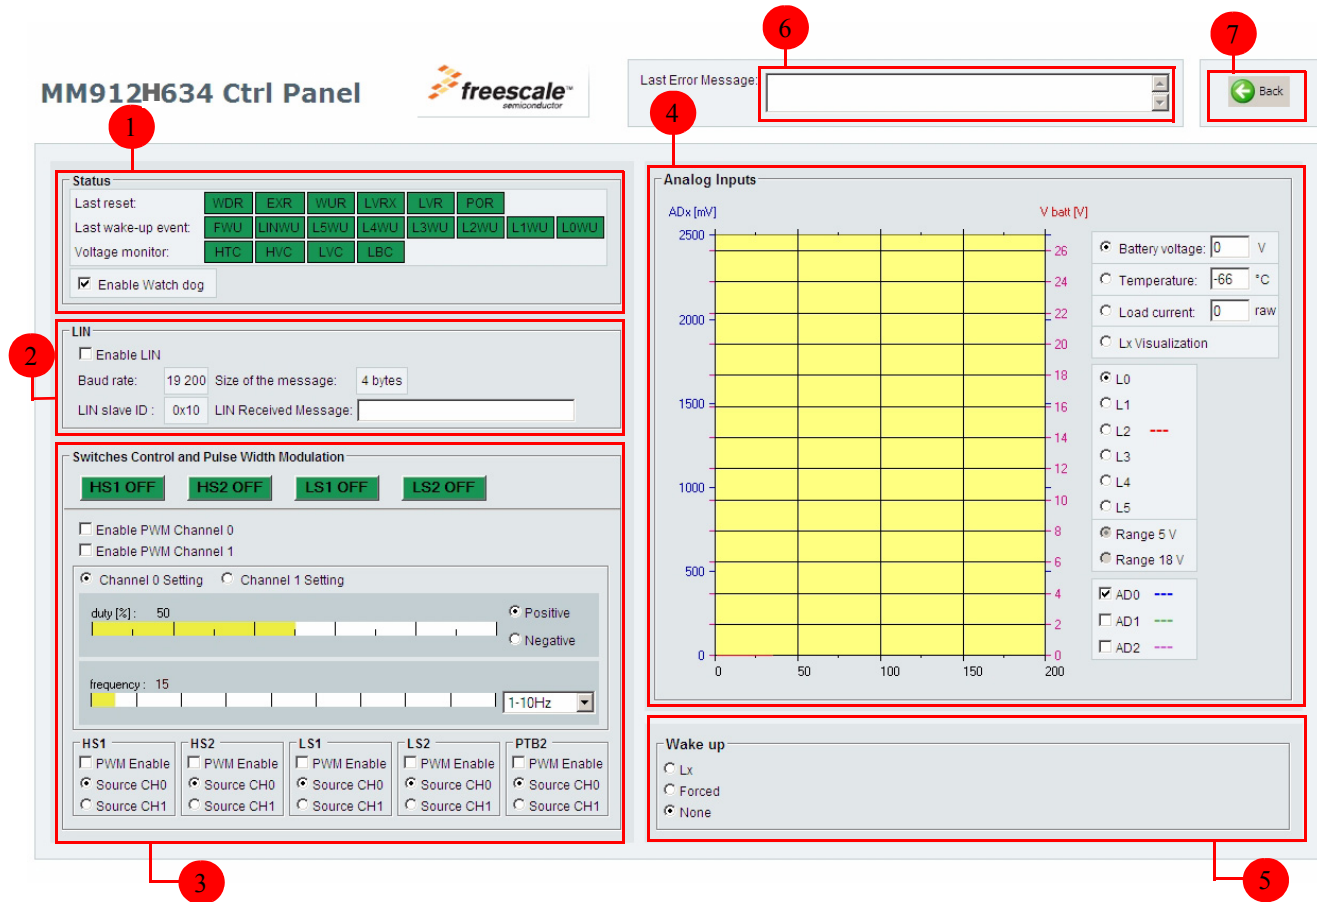 6
7
MM912H634 Ctrl Panel
freescale™
semiconductor
Last Error Message:
Back
1
4
Status
Last reset: WDR EXR WUR LVRX LVR POR
Last wake-up event: FWU LINWU L5WU L4WU L3WU L2WU L1WU L0WU
Voltage monitor: HTC HVC LVC LBC
Enable Watch dog
2
LIN
Enable LIN
Baud rate: 19 200 Size of the message: 4 bytes
LIN slave ID : 0x10 LIN Received Message:
Switches Control and Pulse Width Modulation
HS1 OFF HS2 OFF LS1 OFF LS2 OFF
Enable PWM Channel 0
Enable PWM Channel 1
Channel 0 Setting Channel 1 Setting
duty [%] : 50
Positive
Negative
frequency : 15
1-10Hz
HS1 HS2 LS1 LS2 PTB2
PWM Enable PWM Enable PWM Enable PWM Enable PWM Enable
Source CH0 Source CH0 Source CH0 Source CH0 Source CH0
Source CH1 Source CH1 Source CH1 Source CH1 Source CH1
3
Analog Inputs
ADx [mV] V batt [V]
2500
2000
1500
1000
500
0
26
24
22
20
18
16
14
12
10
8
6
4
2
0
0 50 100 150 200
Battery voltage: 0 V
Temperature: -66 °C
Load current: 0 raw
Lx Visualization
L0
L1
L2 ---
L3
L4
L5
Range 5 V
Range 18 V
AD0 ---
AD1 ---
AD2 ---
Wake up
Lx
Forced
None
5